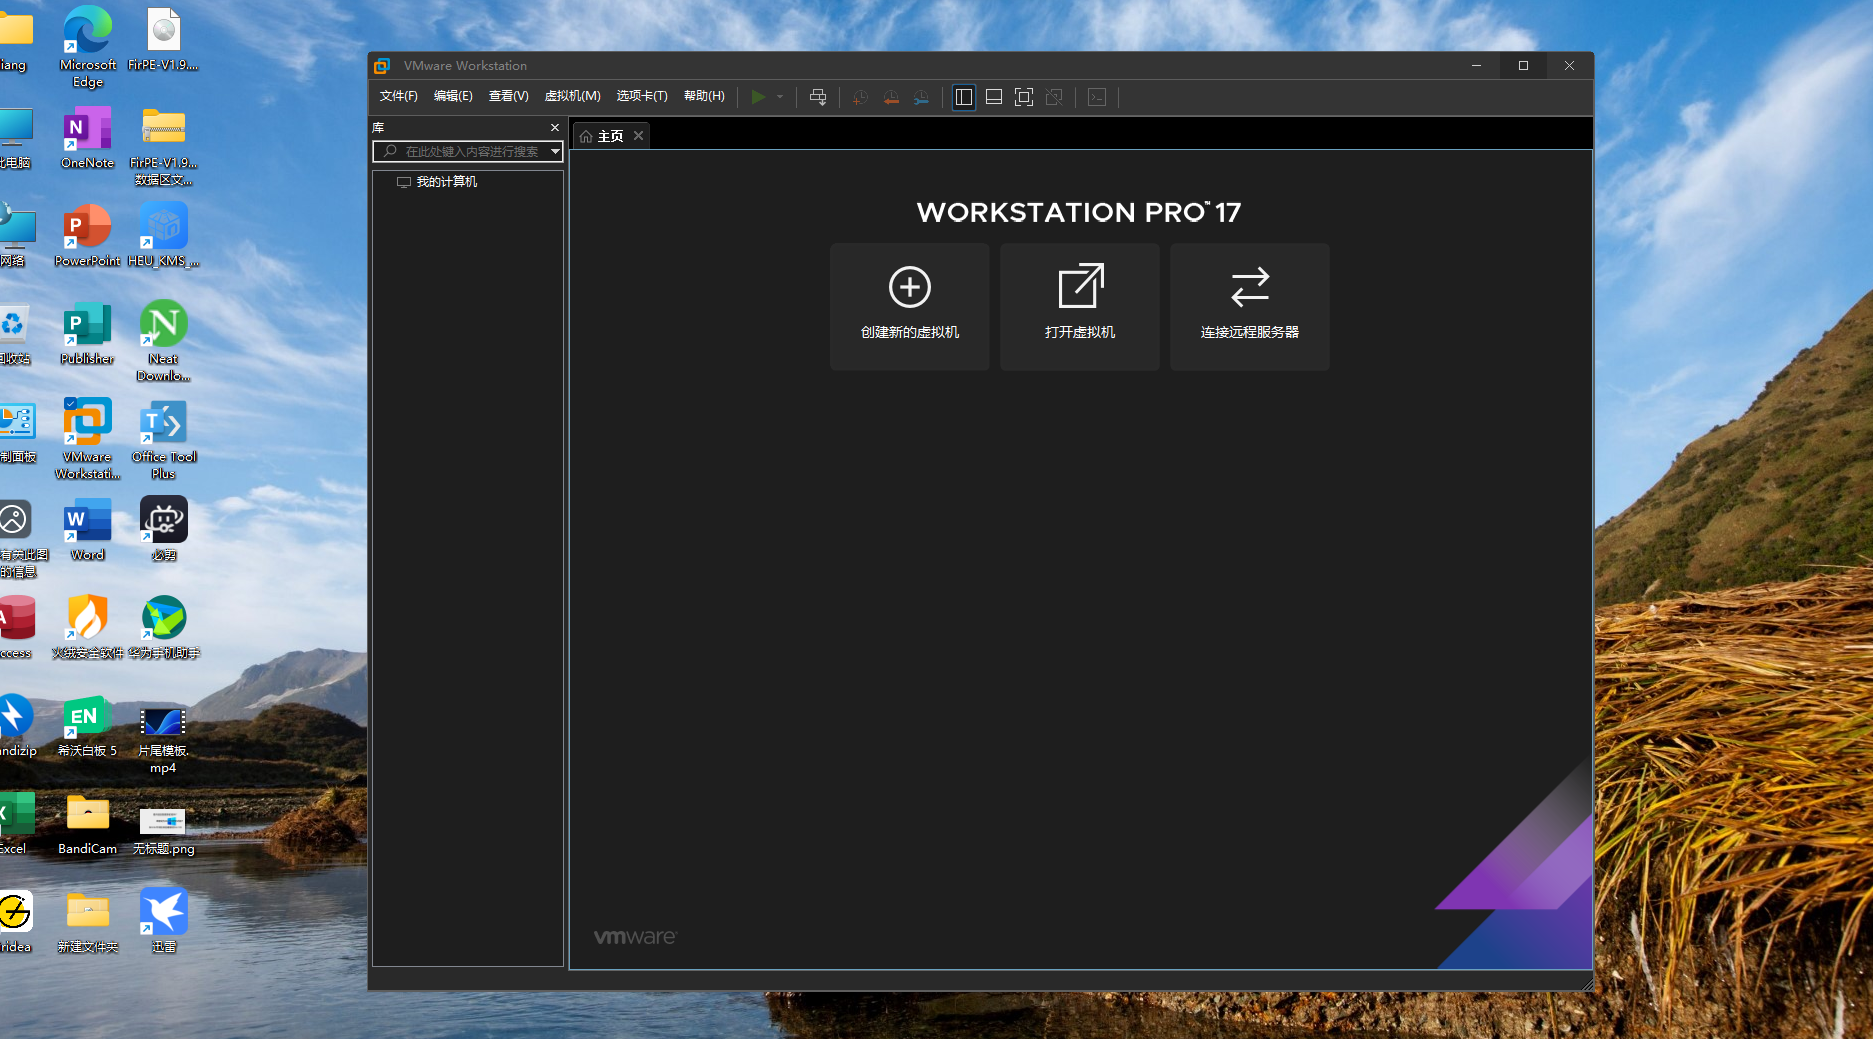 iang
Microsoft
Edge
FirPE-V1.9....
此电脑
OneNote
FirPE-V1.9...
数据区文...
网络
PowerPoint
HEU_KMS_...
回收站
Publisher
Neat
Downlo...
制面板
VMware
Workstati...
Office Tool
Plus
有关此图
的信息
Word
必剪
ccess
火绒安全软件
华为手机助手
ndizip
希沃白板 5
片尾模板.
mp4
Excel
BandiCam
无标题.png
ridea
新建文件夹
迅雷
VMware Workstation
文件(F) 编辑(E) 查看(V) 虚拟机(M) 选项卡(T) 帮助(H)
库
在此处键入内容进行搜索
我的计算机
主页
WORKSTATION PRO™ 17
创建新的虚拟机
打开虚拟机
连接远程服务器
vmware